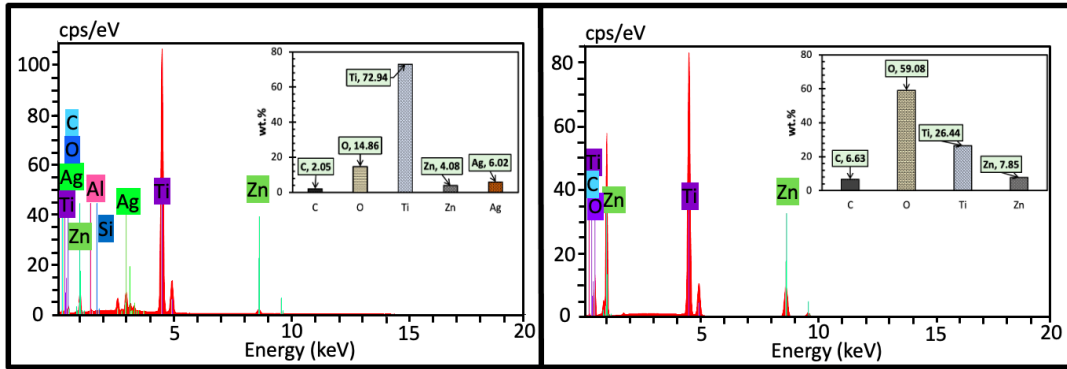 cps/eV
100
80
60
40
20
0
C
O
Ag
Ti
Zn
Al
Si
Ag
Ti
Zn
5
10
15
20
Energy (keV)
wt.%
80
60
40
20
0
C, 2.05
O, 14.86
Ti, 72.94
Zn, 4.08
Ag, 6.02
C
O
Ti
Zn
Ag
cps/eV
80
60
40
20
0
Ti
C
O
Zn
Ti
Zn
5
10
15
20
Energy (keV)
wt.%
80
60
40
20
0
C, 6.63
O, 59.08
Ti, 26.44
Zn, 7.85
C
O
Ti
Zn